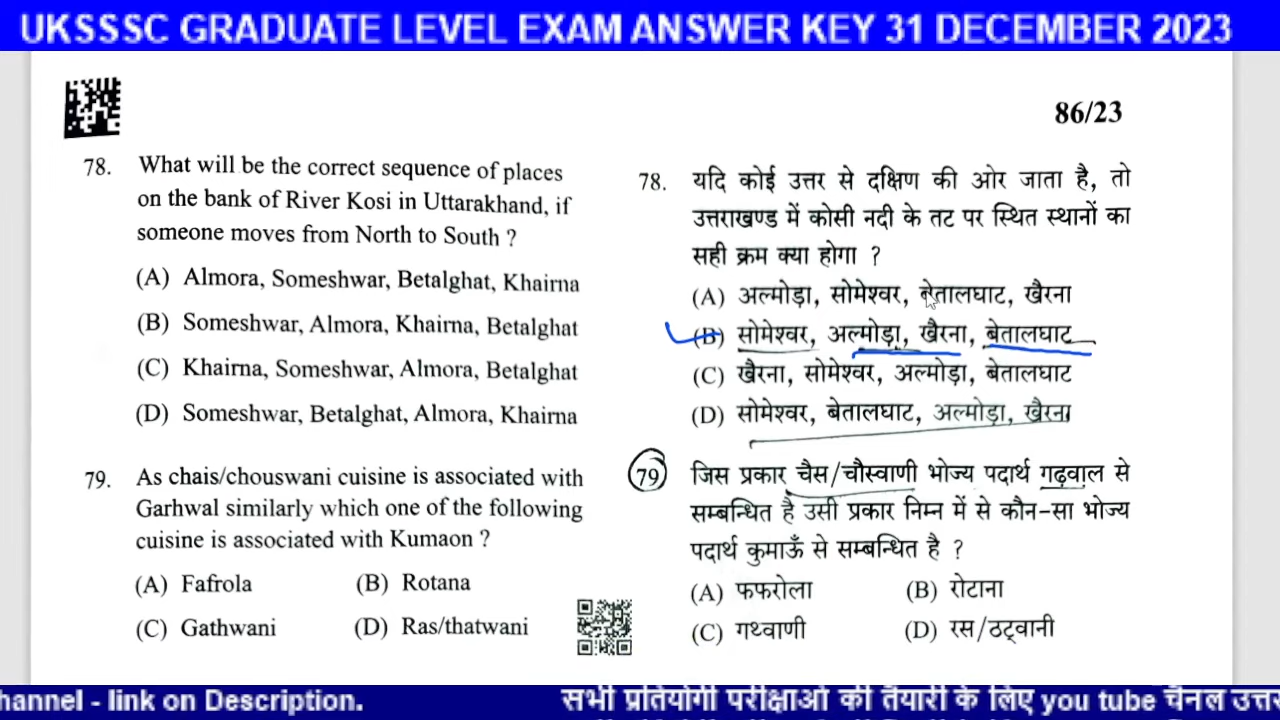 UKSSSC GRADUATE LEVEL EXAM ANSWER KEY 31 DECEMBER 2023
86/23
78. What will be the correct sequence of places
on the bank of River Kosi in Uttarakhand, if
someone moves from North to South ?
(A) Almora, Someshwar, Betalghat, Khairna
(B) Someshwar, Almora, Khairna, Betalghat
(C) Khairna, Someshwar, Almora, Betalghat
(D) Someshwar, Betalghat, Almora, Khairna
79. As chais/chouswani cuisine is associated with
Garhwal similarly which one of the following
cuisine is associated with Kumaon ?
(A) Fafrola (B) Rotana
(C) Gathwani (D) Ras/thatwani
78. यदि कोई उत्तर से दक्षिण की ओर जाता है, तो
उत्तराखण्ड में कोसी नदी के तट पर स्थित स्थानों का
सही क्रम क्या होगा ?
(A) अल्मोड़ा, सोमेश्वर, बेतालघाट, खैरना
(B) सोमेश्वर, अल्मोड़ा, खैरना, बेतालघाट
(C) खैरना, सोमेश्वर, अल्मोड़ा, बेतालघाट
(D) सोमेश्वर, बेतालघाट, अल्मोड़ा, खैरना
79 जिस प्रकार चैस/चौस्वाणी भोज्य पदार्थ गढ़वाल से
सम्बन्धित है उसी प्रकार निम्न में से कौन-सा भोज्य
पदार्थ कुमाऊँ से सम्बन्धित है ?
(A) फफरोला (B) रोटाना
(C) गथ्वाणी (D) रस/ठट्वानी
hannel - link on Description. सभी प्रतियोगी परीक्षाओ की तैयारी के लिए you tube चैनल उत्तर